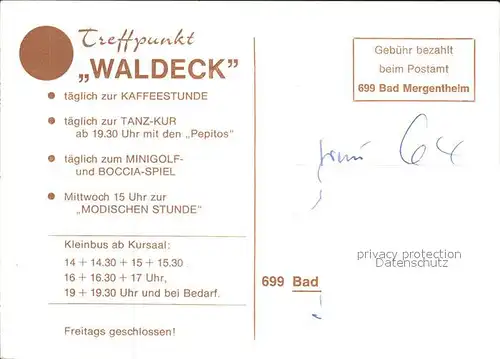 Treffpunkt
„WALDECK”
täglich zur KAFFEESTUNDE
täglich zur TANZ-KUR
ab 19.30 Uhr mit den „Pepitos”
täglich zum MINIGOLF-
und BOCCIA-SPIEL
Mittwoch 15 Uhr zur
„MODISCHEN STUNDE”
Kleinbus ab Kursaal:
14 + 14.30 + 15 + 15.30
16 + 16.30 + 17 Uhr,
19 + 19.30 Uhr und bei Bedarf.
Freitags geschlossen!
Gebühr bezahlt
beim Postamt
699 Bad Mergentheim
64
privacy protection
Datenschutz
699 Bad